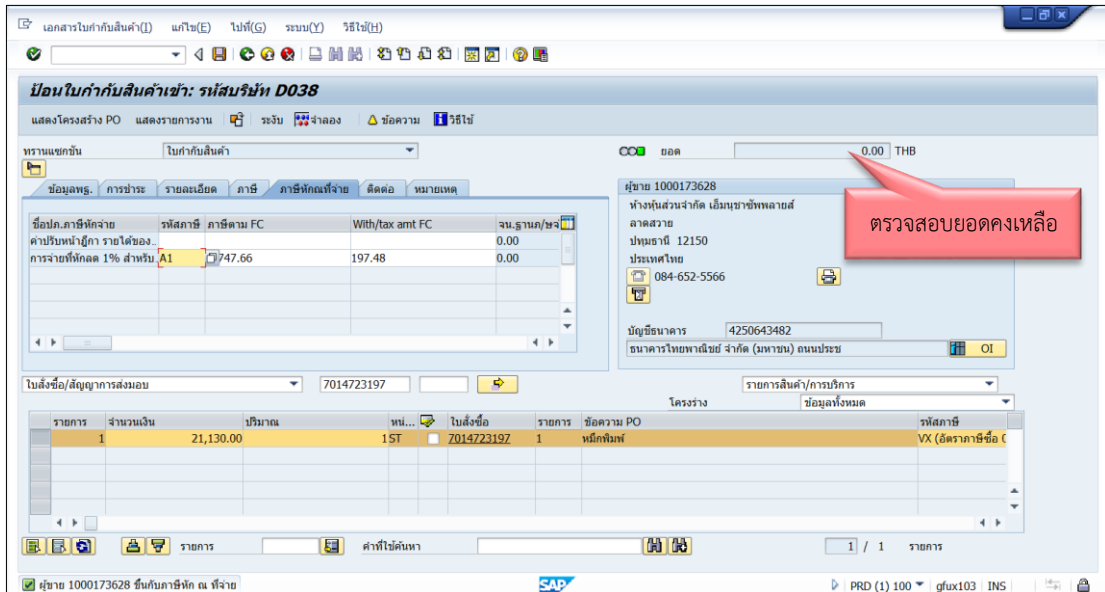 เอกสารใบกำกับสินค้า(I) แก้ไข(E) ไปที่(G) ระบบ(Y) วิธีใช้(H)
ป้อนใบกำกับสินค้าเข้า: รหัสบริษัท D038
แสดงโครงสร้าง PO แสดงรายการงาน ระงับ จำลอง ข้อความ วิธีใช้
ทรานแซกชัน ใบกำกับสินค้า ยอด 0.00 THB
ข้อมูลพฐ. การชำระ รายละเอียด ภาษี ภาษีหักณที่จ่าย ติดต่อ หมายเหตุ
ชื่อปภ.ภาษีหักจ่าย รหัสภาษี ภาษีตาม FC With/tax amt FC จน.ฐานภ/ษจ่
ค่าปรับหน้าฎีกา รายได้ของ.. 0.00
การจ่ายที่หักลด 1% สำหรับ. A1 747.66 197.48 0.00
ผู้ขาย 1000173628
ห้างหุ้นส่วนจำกัด เอ็มนุชาซัพพลายส์
ลาดสวาย
ปทุมธานี 12150
ประเทศไทย
084-652-5566
บัญชีธนาคาร 4250643482
ธนาคารไทยพาณิชย์ จำกัด (มหาชน) ถนนประช OI
ตรวจสอบยอดคงเหลือ
ใบสั่งซื้อ/สัญญาการส่งมอบ 7014723197 รายการสินค้า/การบริการ
โครงร่าง ข้อมูลทั้งหมด
รายการ จำนวนเงิน ปริมาณ หน่... ใบสั่งซื้อ รายการ ข้อความ PO รหัสภาษี
1 21,130.00 1 ST 7014723197 1 หมึกพิมพ์ VX (อัตราภาษีซื้อ 0
รายการ ค่าที่ใช้ค้นหา 1 / 1 รายการ
ผู้ขาย 1000173628 ขึ้นกับภาษีหัก ณ ที่จ่าย SAP PRD (1) 100 gfux103 INS